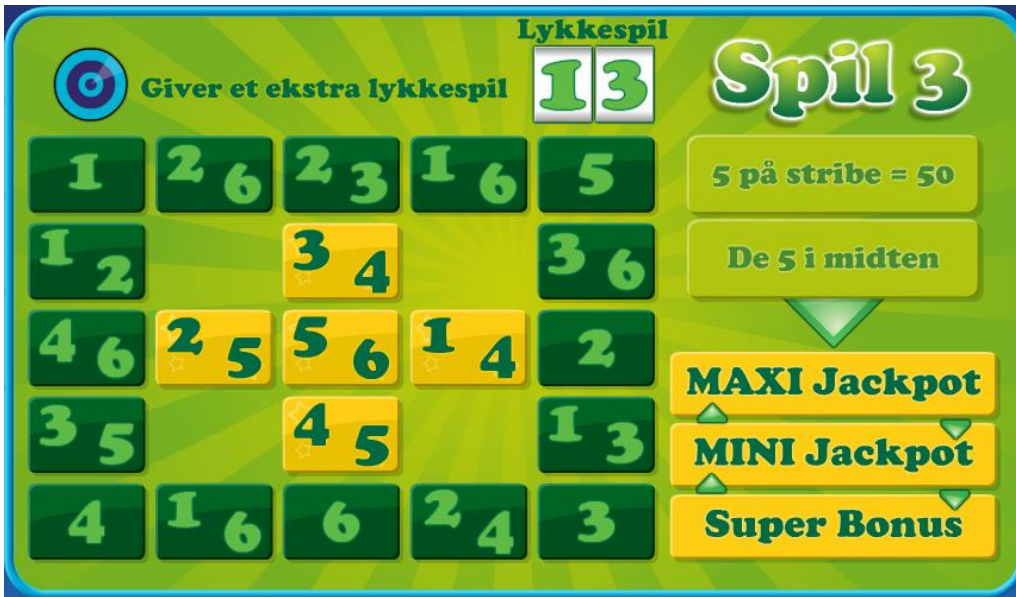 Lykkespil
Giver et ekstra lykkespil
13
Spil 3
1 2 6 2 3 1 6 5
5 på stribe = 50
1 2 3 4 3 6
De 5 i midten
4 6 2 5 5 6 1 4 2
MAXI Jackpot
3 5 4 5 1 3
MINI Jackpot
4 1 6 6 2 4 3
Super Bonus